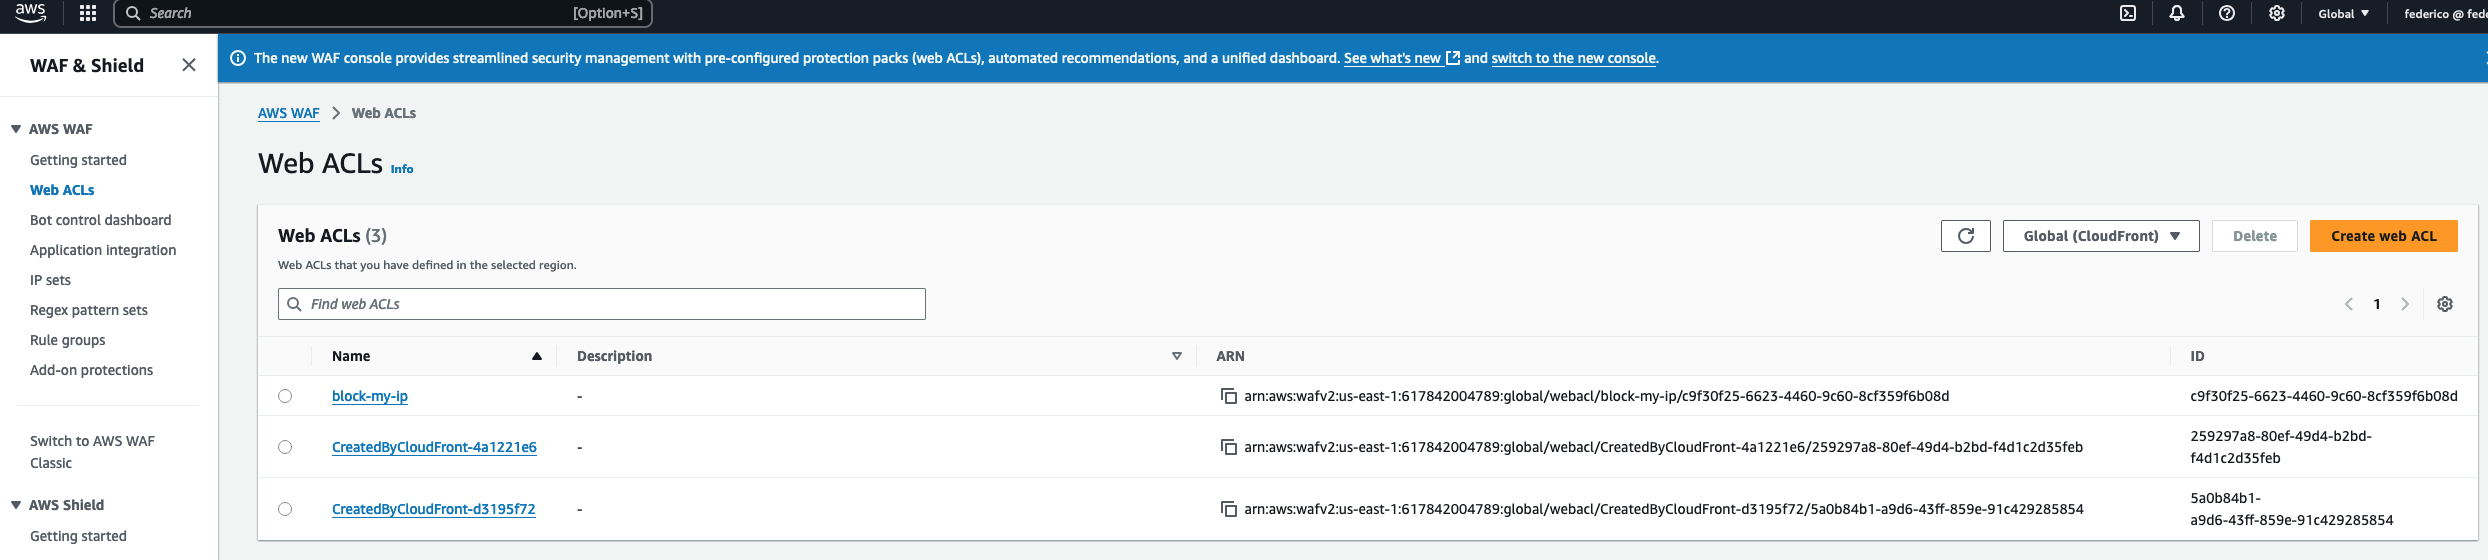 aws
Search
[Option+S]
Global
federico @ fede
WAF & Shield
The new WAF console provides streamlined security management with pre-configured protection packs (web ACLs), automated recommendations, and a unified dashboard. See what's new and switch to the new console.
AWS WAF
Getting started
Web ACLs
Bot control dashboard
Application integration
IP sets
Regex pattern sets
Rule groups
Add-on protections
Switch to AWS WAF
Classic
AWS Shield
Getting started
AWS WAF > Web ACLs
Web ACLs Info
Web ACLs (3)
Web ACLs that you have defined in the selected region.
Global (CloudFront)
Delete
Create web ACL
Find web ACLs
1
Name Description ARN ID
block-my-ip - arn:aws:wafv2:us-east-1:617842004789:global/webacl/block-my-ip/c9f30f25-6623-4460-9c60-8cf359f6b08d c9f30f25-6623-4460-9c60-8cf359f6b08d
CreatedByCloudFront-4a1221e6 - arn:aws:wafv2:us-east-1:617842004789:global/webacl/CreatedByCloudFront-4a1221e6/259297a8-80ef-49d4-b2bd-f4d1c2d35feb 259297a8-80ef-49d4-b2bd-
f4d1c2d35feb
CreatedByCloudFront-d3195f72 - arn:aws:wafv2:us-east-1:617842004789:global/webacl/CreatedByCloudFront-d3195f72/5a0b84b1-a9d6-43ff-859e-91c429285854 5a0b84b1-
a9d6-43ff-859e-91c429285854